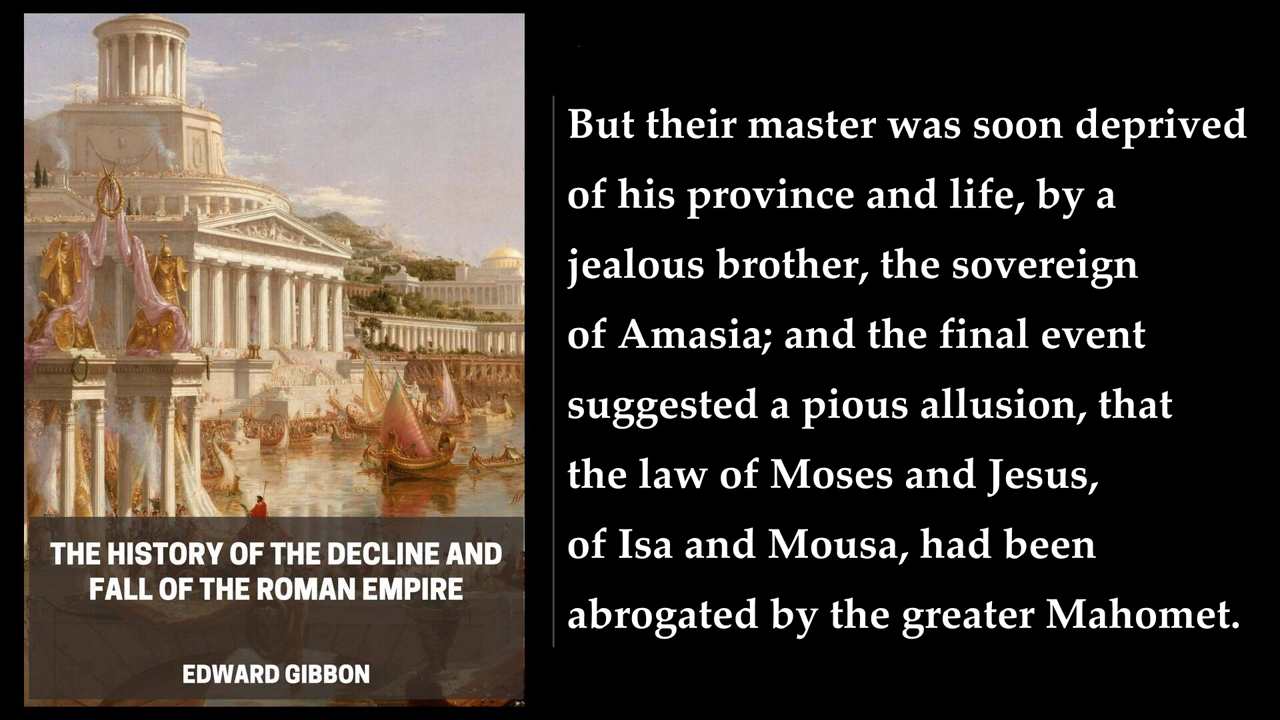 THE HISTORY OF THE DECLINE AND
FALL OF THE ROMAN EMPIRE
EDWARD GIBBON
But their master was soon deprived
of his province and life, by a
jealous brother, the sovereign
of Amasia; and the final event
suggested a pious allusion, that
the law of Moses and Jesus,
of Isa and Mousa, had been
abrogated by the greater Mahomet.